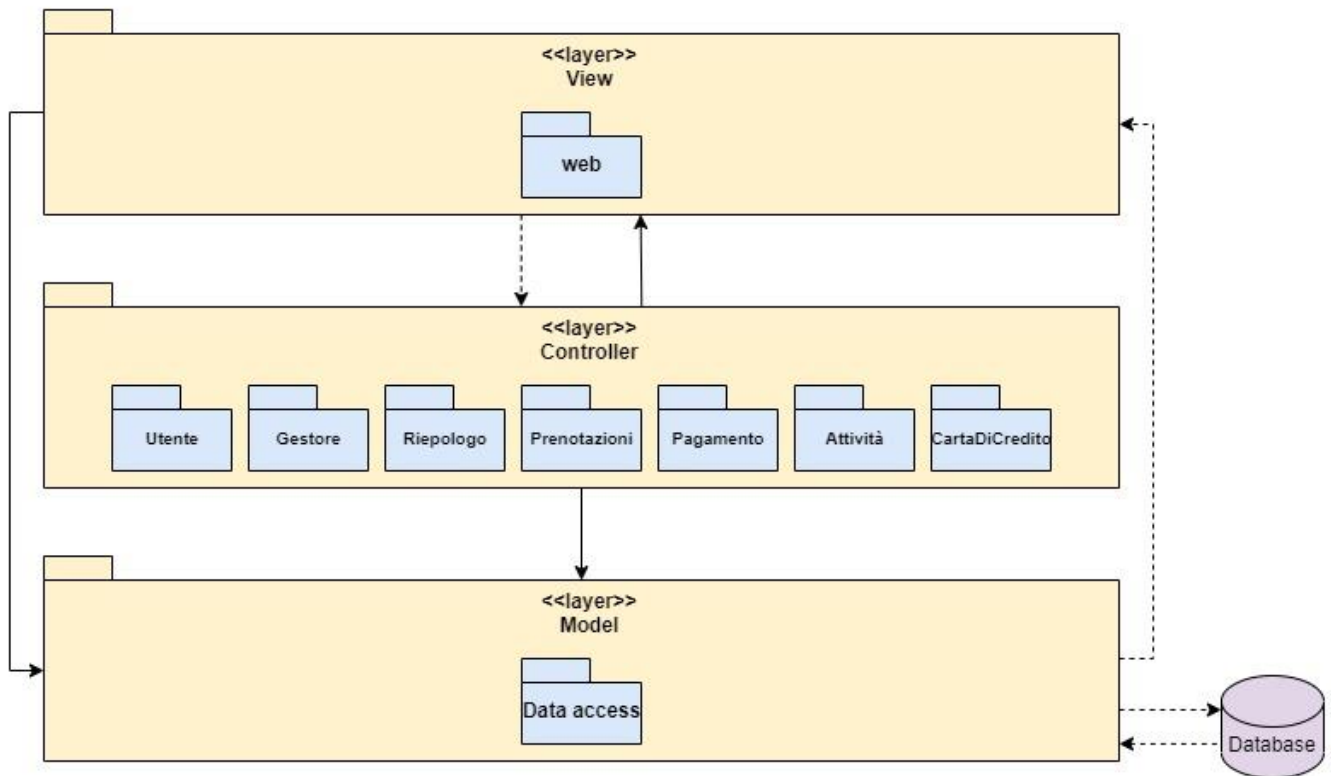 <<layer>>
View
web
<<layer>>
Controller
Utente
Gestore
Riepologo
Prenotazioni
Pagamento
Attività
CartaDiCredito
<<layer>>
Model
Data access
Database